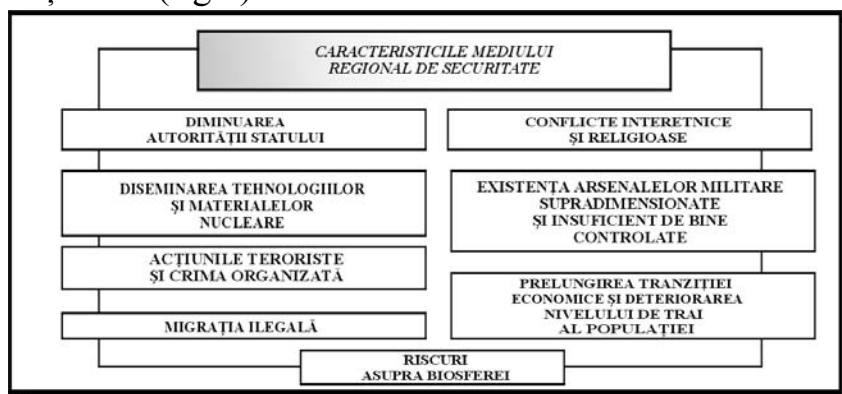 CARACTERISTICILE MEDIULUI
REGIONAL DE SECURITATE
DIMINUAREA
AUTORITĂȚII STATULUI
DISEMINAREA TEHNOLOGIILOR
ȘI MATERIALELOR
NUCLEARE
ACȚIUNILE TERORISTE
ȘI CRIMA ORGANIZATĂ
MIGRAȚIA ILEGALĂ
CONFLICTE INTERETNICE
ȘI RELIGIOASE
EXISTENȚA ARSENALELOR MILITARE
SUPRADIMENSIONATE
ȘI INSUFICIENT DE BINE
CONTROLATE
PRELUNGIREA TRANZIȚIEI
ECONOMICE ȘI DETERIORAREA
NIVELULUI DE TRAI
AL POPULAȚIEI
RISCURI
ASUPRA BIOSFEREI